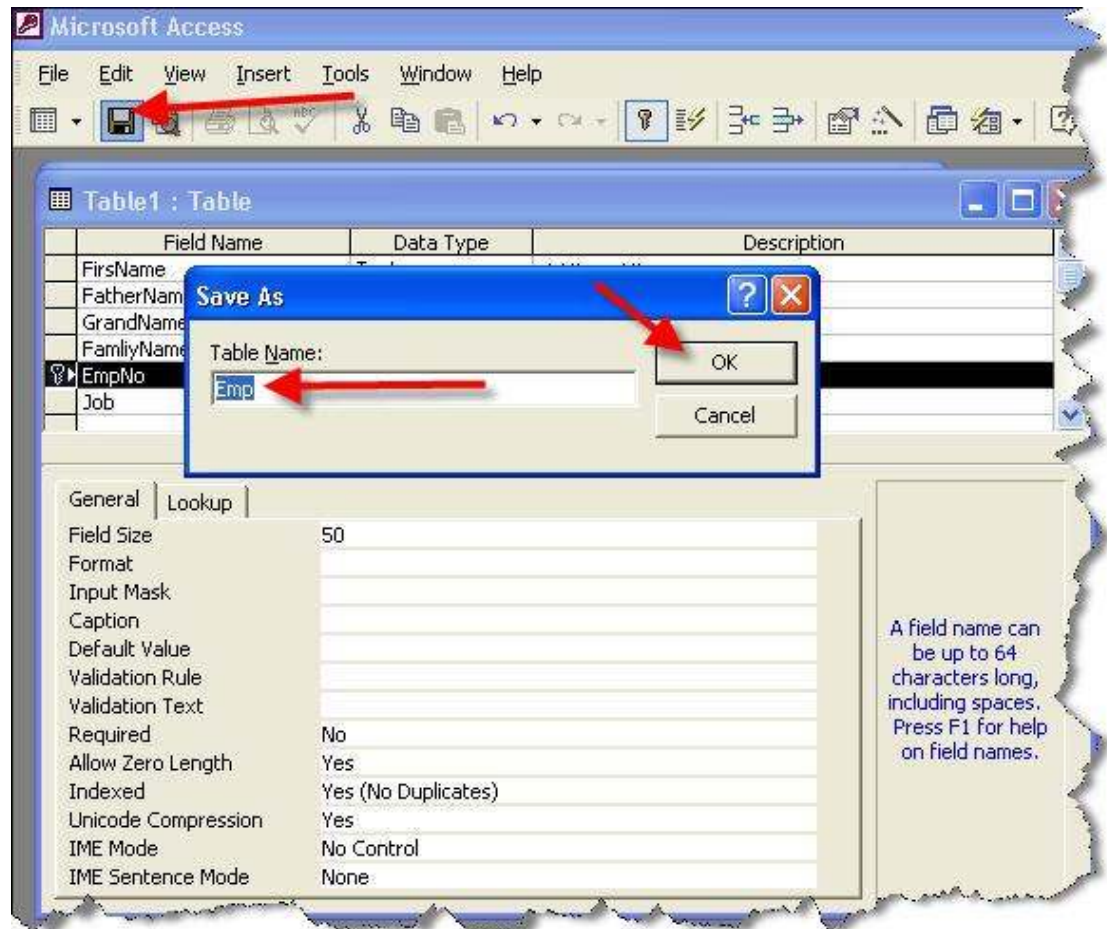 Microsoft Access
File Edit View Insert Tools Window Help
Table1 : Table
Field Name Data Type Description
FirsName
FatherNam
GrandName
FamliyName
EmpNo
Job
Save As
Table Name:
Emp
OK
Cancel
General Lookup
Field Size 50
Format
Input Mask
Caption
Default Value
Validation Rule
Validation Text
Required No
Allow Zero Length Yes
Indexed Yes (No Duplicates)
Unicode Compression Yes
IME Mode No Control
IME Sentence Mode None
A field name can
be up to 64
characters long,
including spaces.
Press F1 for help
on field names.